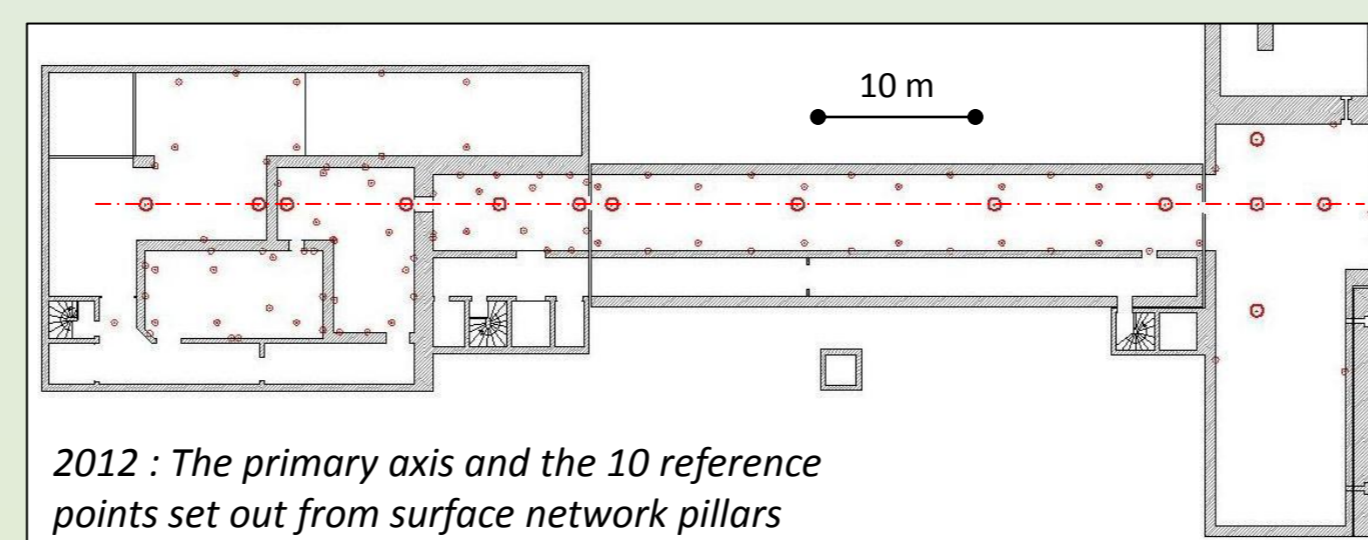 10 m
2012 : The primary axis and the 10 reference
points set out from surface network pillars